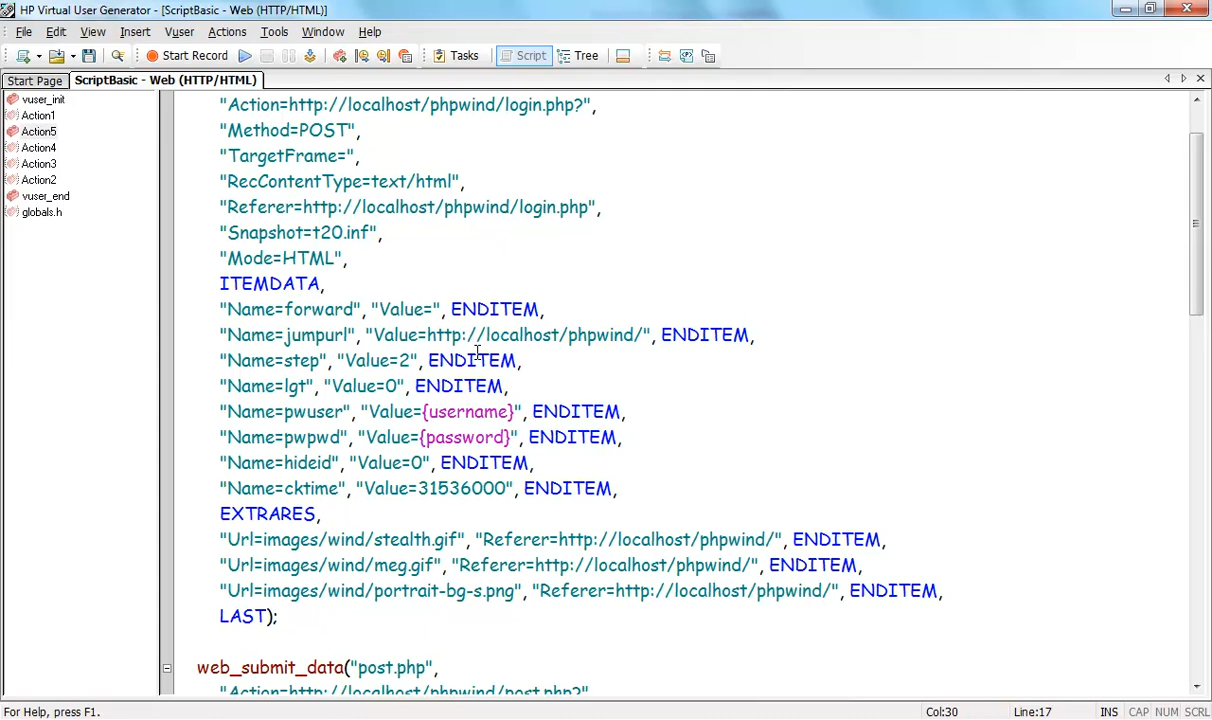 HP Virtual User Generator - [ScriptBasic - Web (HTTP/HTML)]
File Edit View Insert Vuser Actions Tools Window Help
Start Record Tasks Script Tree
Start Page ScriptBasic - Web (HTTP/HTML)
vuser_init
Action1
Action5
Action4
Action3
Action2
vuser_end
globals.h
"Action=http://localhost/phpwind/login.php?",
"Method=POST",
"TargetFrame=",
"RecContentType=text/html",
"Referer=http://localhost/phpwind/login.php",
"Snapshot=t20.inf",
"Mode=HTML",
ITEMDATA,
"Name=forward", "Value=", ENDITEM,
"Name=jumpurl", "Value=http://localhost/phpwind/", ENDITEM,
"Name=step", "Value=2", ENDITEM,
"Name=lgt", "Value=0", ENDITEM,
"Name=pwuser", "Value={username}", ENDITEM,
"Name=pwpwd", "Value={password}", ENDITEM,
"Name=hideid", "Value=0", ENDITEM,
"Name=cktime", "Value=31536000", ENDITEM,
EXTRARES,
"Url=images/wind/stealth.gif", "Referer=http://localhost/phpwind/", ENDITEM,
"Url=images/wind/meg.gif", "Referer=http://localhost/phpwind/", ENDITEM,
"Url=images/wind/portrait-bg-s.png", "Referer=http://localhost/phpwind/", ENDITEM,
LAST);
web_submit_data("post.php",
"Action=http://localhost/phpwind/post.php?"
For Help, press F1. Col:30 Line:17 INS CAP NUM SCRL